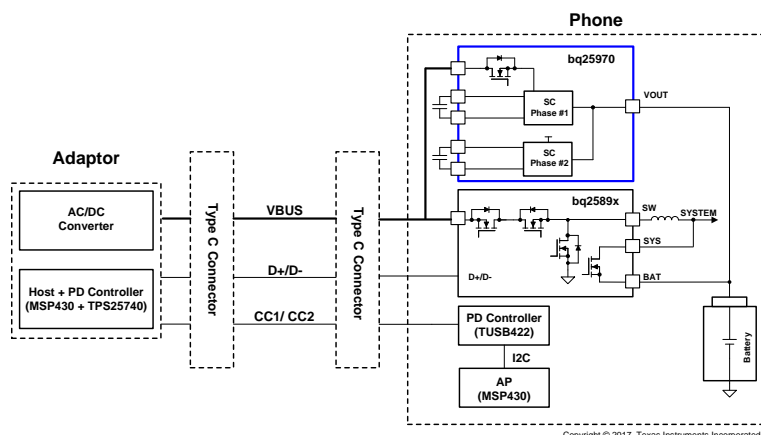 Phone
bq25970
SC
Phase #1
VOUT
SC
Phase #2
Adaptor
AC/DC
Converter
Host + PD Controller
(MSP430 + TPS25740)
Type C Connector
VBUS
D+/D-
CC1/ CC2
Type C Connector
bq2589x
SW
SYSTEM
SYS
BAT
D+/D-
PD Controller
(TUSB422)
I2C
AP
(MSP430)
Battery
Copyright © 2017, Texas Instruments Incorporated